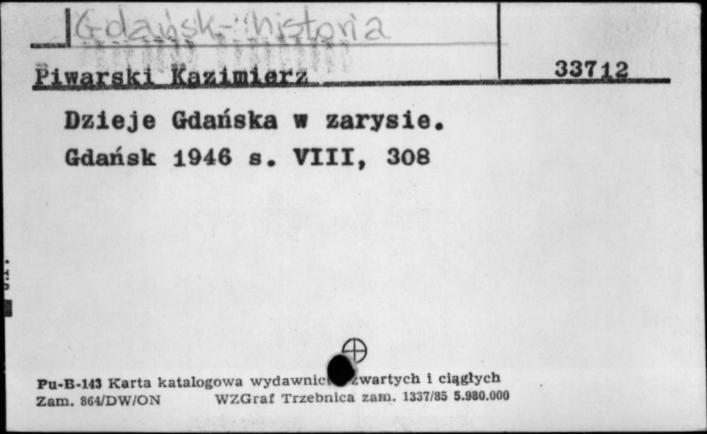 Gdańsk - historia
Piwarski Kazimierz 33712
Dzieje Gdańska w zarysie.
Gdańsk 1946 s. VIII, 308
Pu-B-143 Karta katalogowa wydawnic zwartych i ciągłych
Zam. 864/DW/ON WZGraf Trzebnica zam. 1337/85 5.980.000